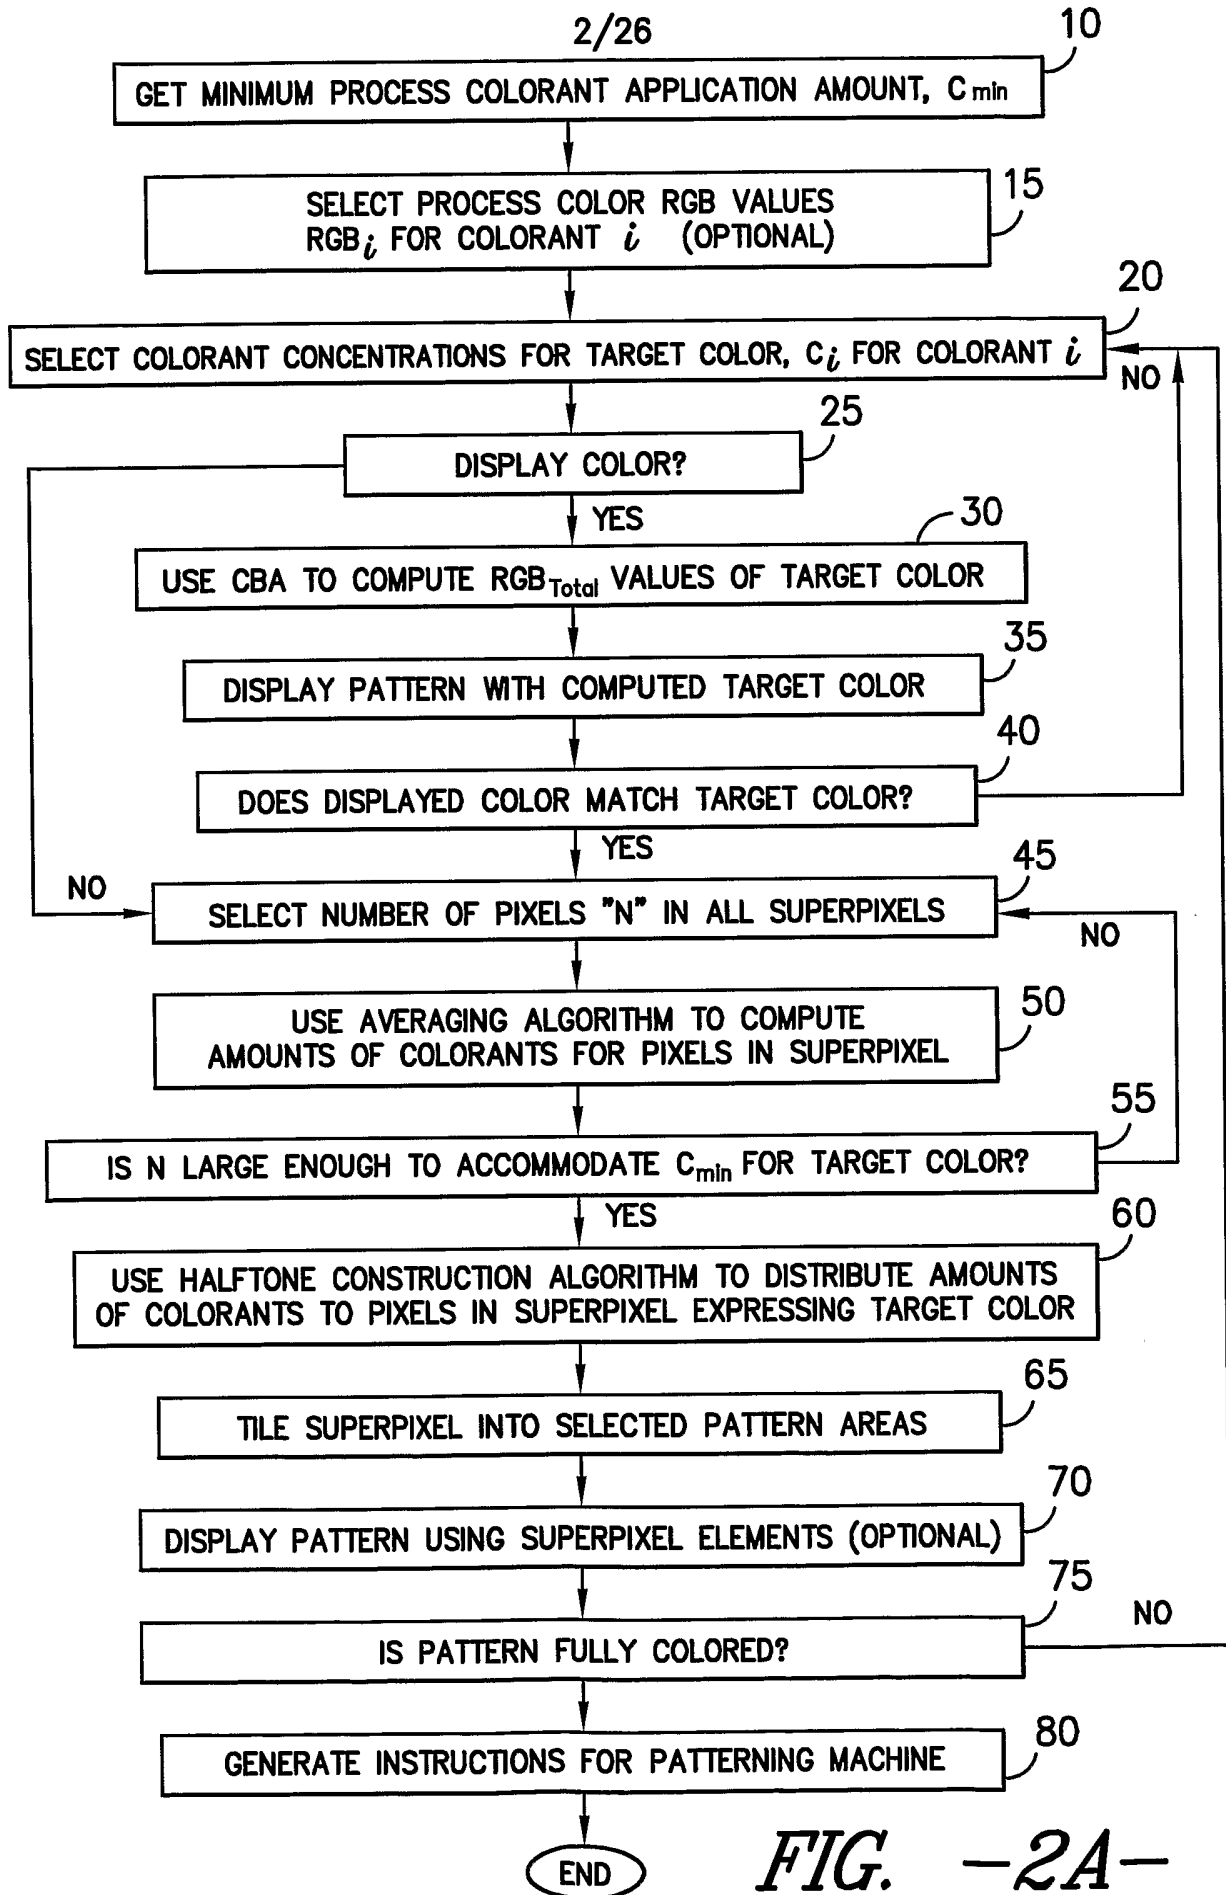 2/26
10
GET MINIMUM PROCESS COLORANT APPLICATION AMOUNT, Cmin
15
SELECT PROCESS COLOR RGB VALUES
RGBi FOR COLORANT i (OPTIONAL)
20
SELECT COLORANT CONCENTRATIONS FOR TARGET COLOR, Ci FOR COLORANT i
NO
25
DISPLAY COLOR?
YES
30
USE CBA TO COMPUTE RGBTotal VALUES OF TARGET COLOR
35
DISPLAY PATTERN WITH COMPUTED TARGET COLOR
40
DOES DISPLAYED COLOR MATCH TARGET COLOR?
YES
45
NO
SELECT NUMBER OF PIXELS "N" IN ALL SUPERPIXELS
NO
50
USE AVERAGING ALGORITHM TO COMPUTE
AMOUNTS OF COLORANTS FOR PIXELS IN SUPERPIXEL
55
IS N LARGE ENOUGH TO ACCOMMODATE Cmin FOR TARGET COLOR?
YES
60
USE HALFTONE CONSTRUCTION ALGORITHM TO DISTRIBUTE AMOUNTS
OF COLORANTS TO PIXELS IN SUPERPIXEL EXPRESSING TARGET COLOR
65
TILE SUPERPIXEL INTO SELECTED PATTERN AREAS
70
DISPLAY PATTERN USING SUPERPIXEL ELEMENTS (OPTIONAL)
75
NO
IS PATTERN FULLY COLORED?
80
GENERATE INSTRUCTIONS FOR PATTERNING MACHINE
END
FIG. -2A-